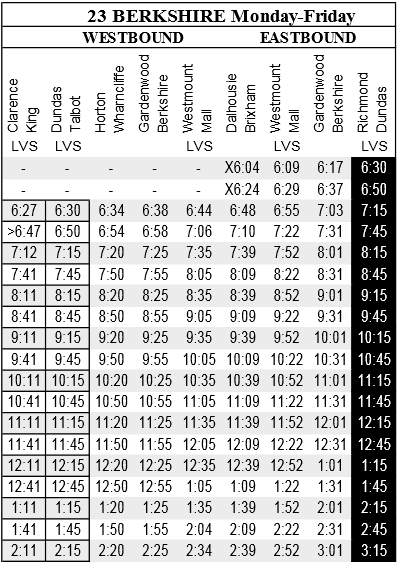 23 BERKSHIRE Monday-Friday
WESTBOUND EASTBOUND
Clarence King LVS
Dundas Talbot LVS
Horton Wharncliffe
Gardenwood Berkshire
Westmount Mall LVS
Dalhousie Brixham
Westmount Mall LVS
Gardenwood Berkshire
Richmond Dundas LVS
- - - - - X6:04 6:09 6:17 6:30
- - - - - X6:24 6:29 6:37 6:50
6:27 6:30 6:34 6:38 6:44 6:48 6:55 7:03 7:15
>6:47 6:50 6:54 6:58 7:06 7:10 7:22 7:31 7:45
7:12 7:15 7:20 7:25 7:35 7:39 7:52 8:01 8:15
7:41 7:45 7:50 7:55 8:05 8:09 8:22 8:31 8:45
8:11 8:15 8:20 8:25 8:35 8:39 8:52 9:01 9:15
8:41 8:45 8:50 8:55 9:05 9:09 9:22 9:31 9:45
9:11 9:15 9:20 9:25 9:35 9:39 9:52 10:01 10:15
9:41 9:45 9:50 9:55 10:05 10:09 10:22 10:31 10:45
10:11 10:15 10:20 10:25 10:35 10:39 10:52 11:01 11:15
10:41 10:45 10:50 10:55 11:05 11:09 11:22 11:31 11:45
11:11 11:15 11:20 11:25 11:35 11:39 11:52 12:01 12:15
11:41 11:45 11:50 11:55 12:05 12:09 12:22 12:31 12:45
12:11 12:15 12:20 12:25 12:35 12:39 12:52 1:01 1:15
12:41 12:45 12:50 12:55 1:05 1:09 1:22 1:31 1:45
1:11 1:15 1:20 1:25 1:35 1:39 1:52 2:01 2:15
1:41 1:45 1:50 1:55 2:04 2:09 2:22 2:31 2:45
2:11 2:15 2:20 2:25 2:34 2:39 2:52 3:01 3:15